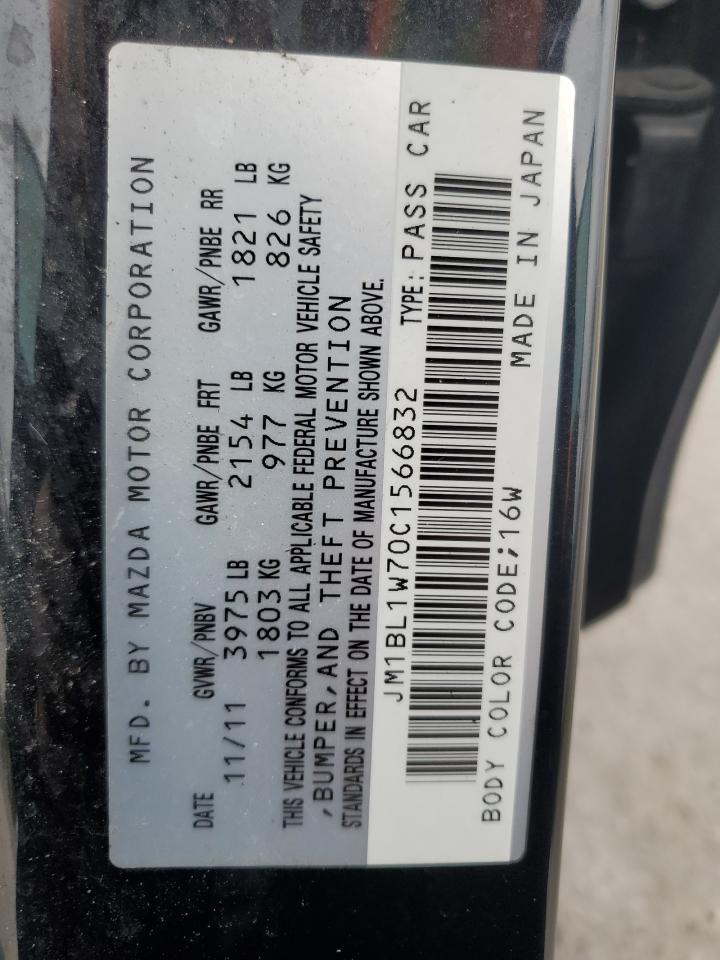 MFD. BY MAZDA MOTOR CORPORATION
DATE GVWR/PNBV GAWR/PNBE FRT GAWR/PNBE RR
11/11 3975 LB 2154 LB 1821 LB
1803 KG 977 KG 826 KG
THIS VEHICLE CONFORMS TO ALL APPLICABLE FEDERAL MOTOR VEHICLE SAFETY
,BUMPER, AND THEFT PREVENTION
STANDARDS IN EFFECT ON THE DATE OF MANUFACTURE SHOWN ABOVE.
JM1BL1W70C1566832 TYPE: PASS CAR
BODY COLOR CODE;16W MADE IN JAPAN